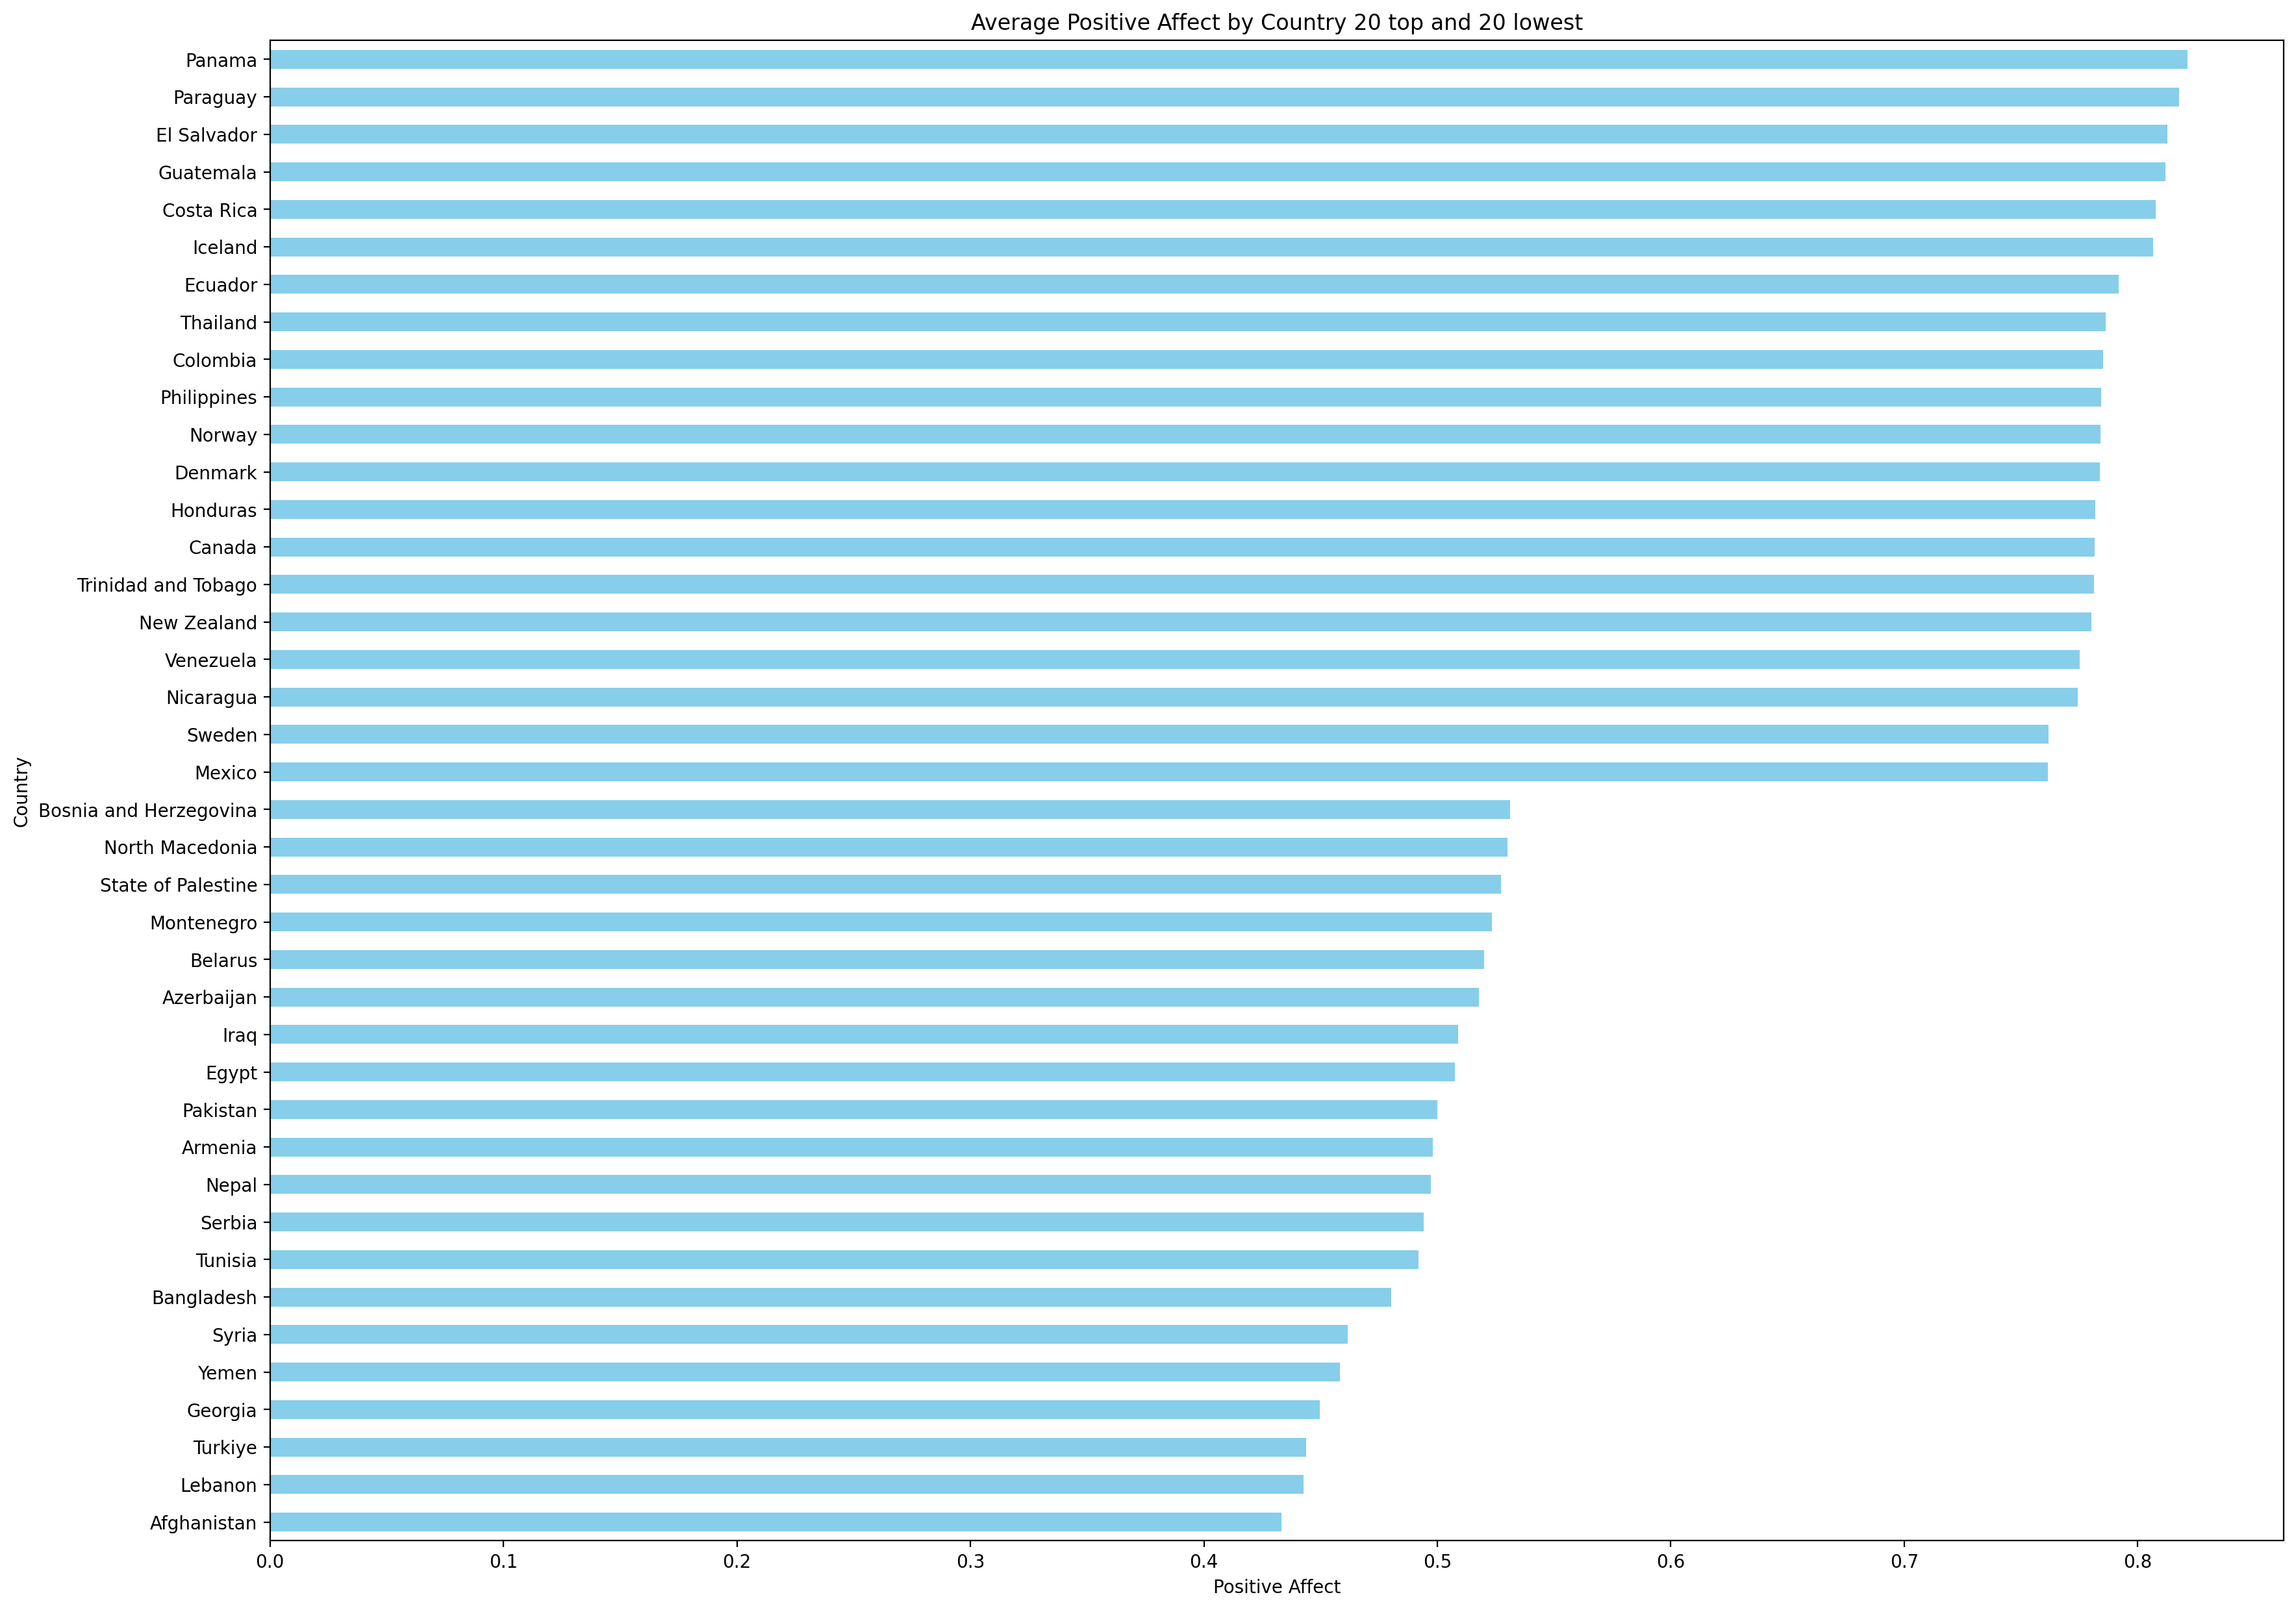 Average Positive Affect by Country 20 top and 20 lowest
Panama
Paraguay
El Salvador
Guatemala
Costa Rica
Iceland
Ecuador
Thailand
Colombia
Philippines
Norway
Denmark
Honduras
Canada
Trinidad and Tobago
New Zealand
Venezuela
Nicaragua
Sweden
Mexico
Bosnia and Herzegovina
North Macedonia
State of Palestine
Montenegro
Belarus
Azerbaijan
Iraq
Egypt
Pakistan
Armenia
Nepal
Serbia
Tunisia
Bangladesh
Syria
Yemen
Georgia
Turkiye
Lebanon
Afghanistan
Country
0.0 0.1 0.2 0.3 0.4 0.5 0.6 0.7 0.8
Positive Affect